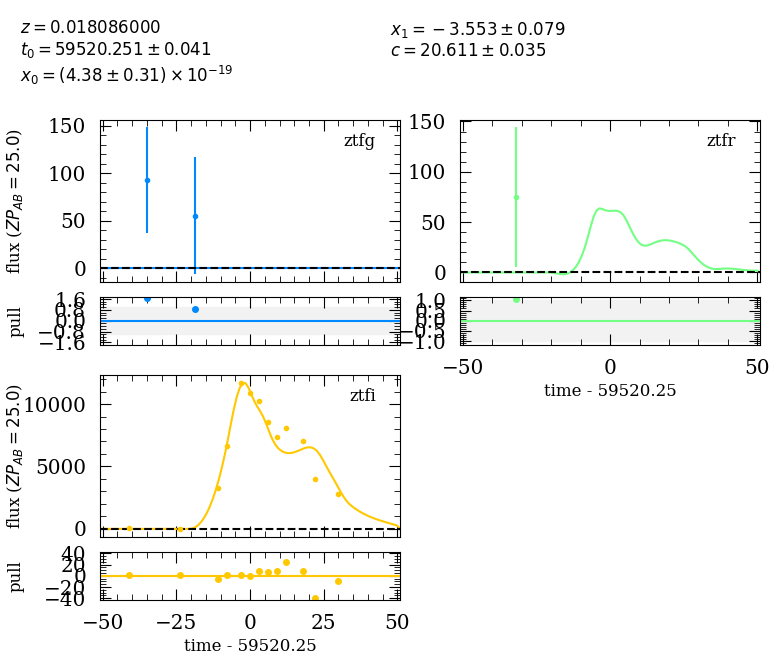 z = 0.018086000
t₀ = 59520.251 ± 0.041
x₀ = (4.38 ± 0.31) × 10⁻¹⁹
x₁ = −3.553 ± 0.079
c = 20.611 ± 0.035
ztfg
150
100
50
0
flux (ZP_AB = 25.0)
ztfr
150
100
50
0
1.6
0.8
0.0
−0.8
−1.6
pull
1.0
0.5
0.0
−0.5
−1.0
−50 0 50
time - 59520.25
ztfi
10000
5000
0
flux (ZP_AB = 25.0)
40
20
0
−20
−40
pull
−50 −25 0 25 50
time - 59520.25